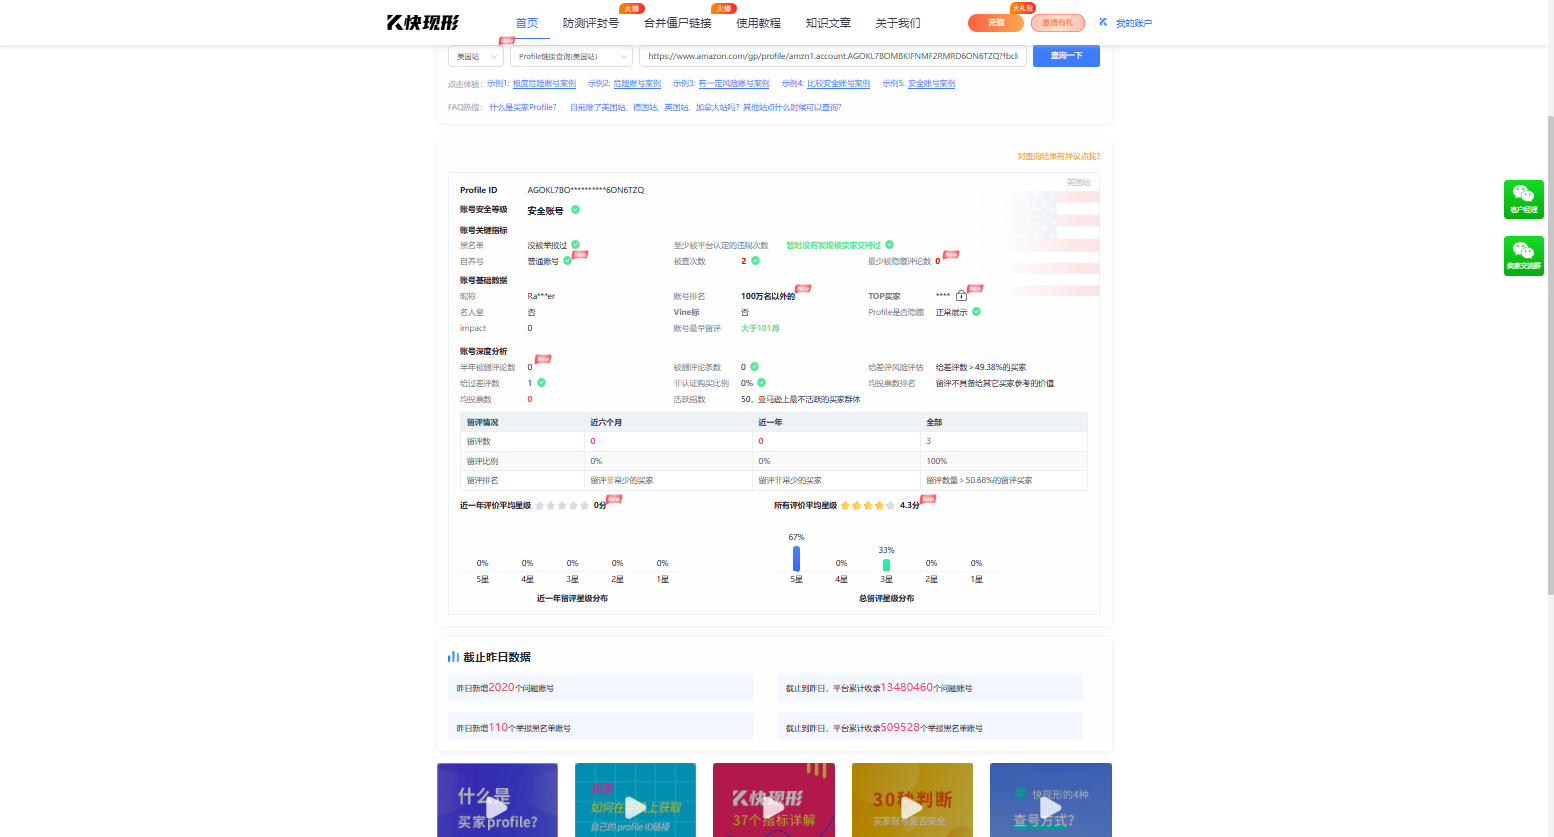 快现形
首页
防测评封号
火爆
合并僵尸链接
火爆
使用教程
知识文章
关于我们
充值
大礼包
邀请有礼
我的账户
New
美国站
Profile链接查询(美国站)
https://www.amazon.com/gp/profile/amzn1.account.AGOKL7BOMBKIFNMF2RMRD6ON6TZQ?fbcli
查询一下
点击体验: 示例1: 极度危险账号案例 示例2: 危险账号案例 示例3: 有一定风险账号案例 示例4: 比较安全账号案例 示例5: 安全账号案例
FAQ热搜: 什么是买家Profile? 目前除了美国站、德国站、英国站、加拿大站吗？其他站点什么时候可以查询?
对查询结果有异议点我?
美国站
Profile ID AGOKL7BO**********6ON6TZQ
账号安全等级 安全账号
账号关键指标
黑名单 没被举报过 至少被平台认定的违规次数 暂时没有发现被卖家交待过
自养号 普通账号 New 被查次数 2 最少被隐藏评论数 0 New
账号基础数据
昵称 Ra***er 账号排名 100万名以外的 New TOP买家 **** New
名人堂 否 Vine标 否 Profile是否隐藏 正常展示
impact 0 账号最早留评 大于101月
账号深度分析
半年被删评论数 0 New 被删评论条数 0 给差评风险评估 给差评数 > 49.38%的买家
给过差评数 1 非认证购买比例 0% 均投票数排名 留评不具备给其它买家参考的价值
均投票数 0 活跃指数 50，亚马逊上最不活跃的买家群体
留评情况 近六个月 近一年 全部
留评数 0 0 3
留评比例 0% 0% 100%
留评排名 留评非常少的买家 留评非常少的买家 留评数量 > 50.68%的留评买家
近一年评价平均星级 0分 New
所有评价平均星级 4.3分 New
0% 0% 0% 0% 0%
5星 4星 3星 2星 1星
近一年留评星级分布
67% 0% 33% 0% 0%
5星 4星 3星 2星 1星
总留评星级分布
截止昨日数据
昨日新增2020个问题账号
截止到昨日，平台累计收录13480460个问题账号
昨日新增110个举报黑名单账号
截止到昨日，平台累计收录509528个举报黑名单账号
什么是
买家profile?
买家
如何在手机上获取
自己的profile ID链接
快现形
37个指标详解
30秒判断
买家账号是否安全
快现形的4种
查号方式?
客户经理
卖家交流群